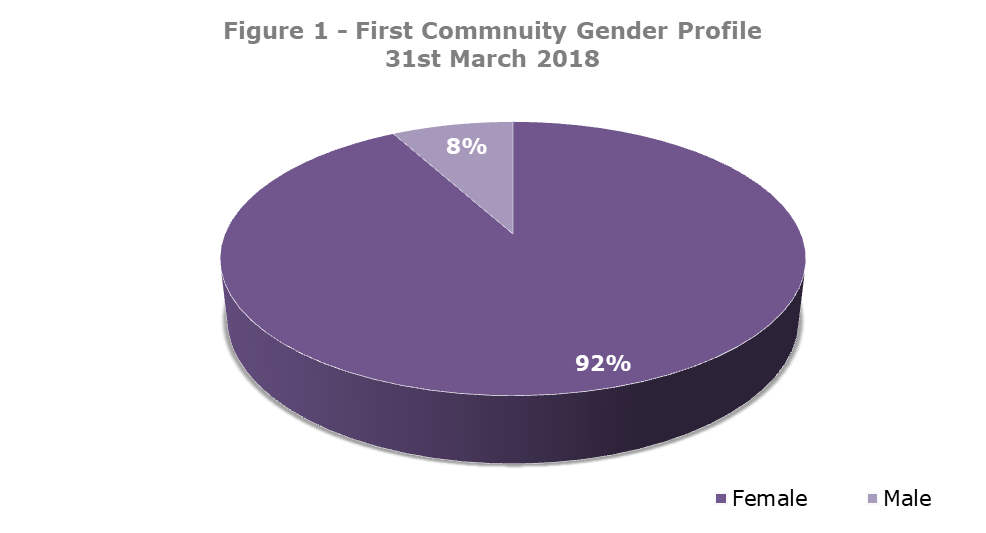 Figure 1 - First Commnuity Gender Profile
31st March 2018
8%
92%
Female Male